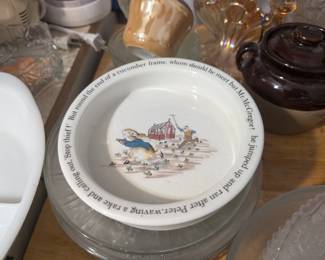 But round the end of a cucumber frame, whom should he meet but Mr. McGregor! he jumped up and ran after Peter, waving a rake and calling out, 'Stop thief!'